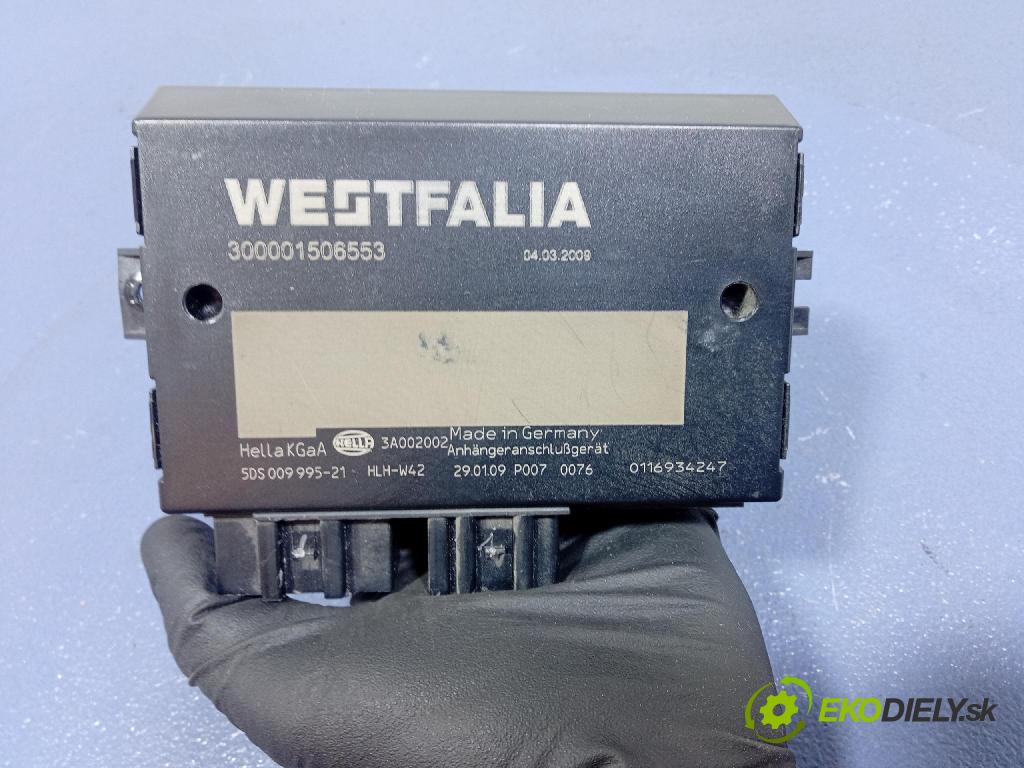 WESTFALIA
300001506553 04.03.2009
Hella KGaA HELLA 3A002002 Made in Germany
Anhängeranschlußgerät
5DS 009 995-21 HLH-W42 29.01.09 P007 0076 0116934247
EKODIELY.sk